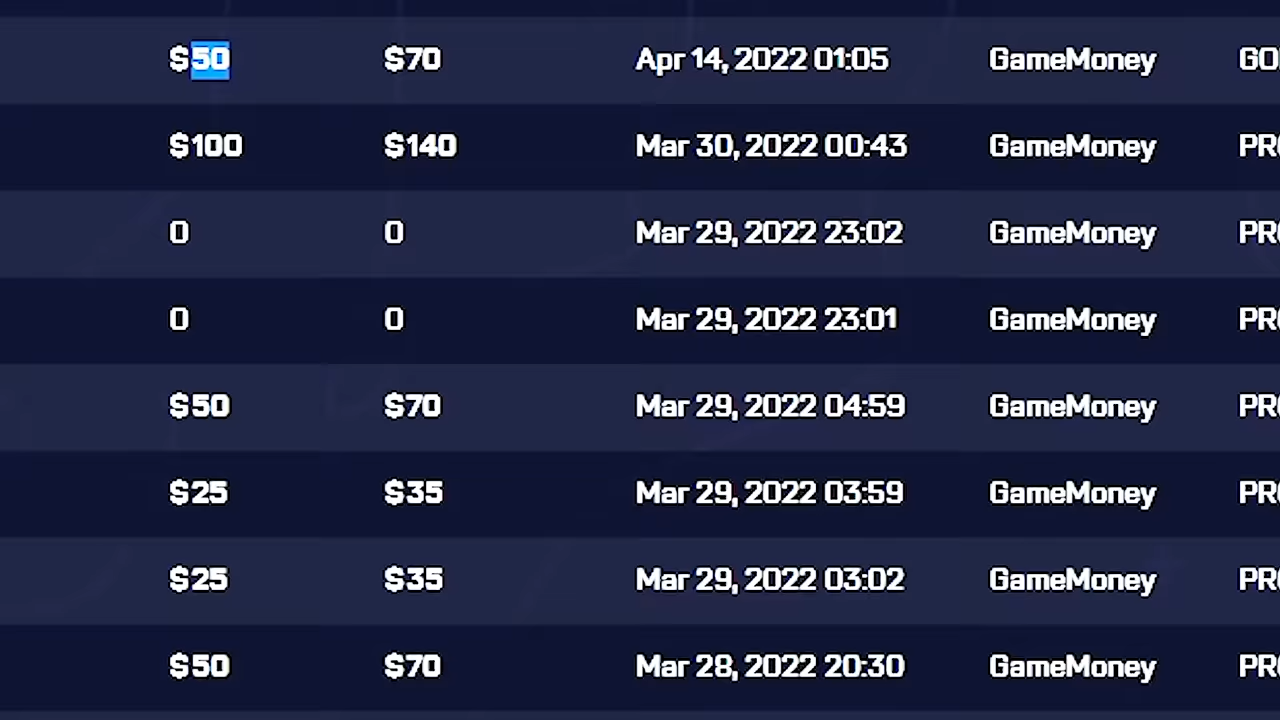 $50 $70 Apr 14, 2022 01:05 GameMoney
$100 $140 Mar 30, 2022 00:43 GameMoney
0 0 Mar 29, 2022 23:02 GameMoney
0 0 Mar 29, 2022 23:01 GameMoney
$50 $70 Mar 29, 2022 04:59 GameMoney
$25 $35 Mar 29, 2022 03:59 GameMoney
$25 $35 Mar 29, 2022 03:02 GameMoney
$50 $70 Mar 28, 2022 20:30 GameMoney